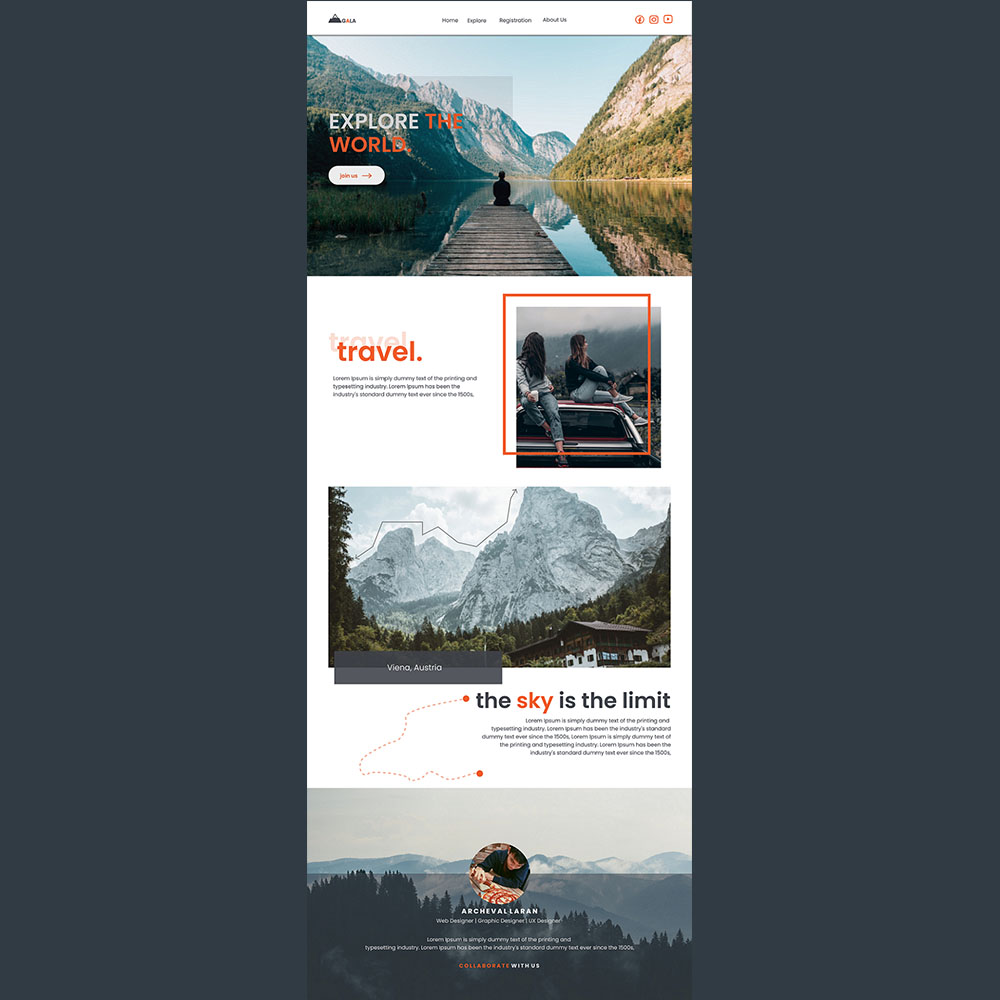 GALA
Home
Explore
Registration
About Us
EXPLORE THE
WORLD.
join us
travel
travel.
Lorem Ipsum is simply dummy text of the printing and
typesetting industry. Lorem Ipsum has been the
industry's standard dummy text ever since the 1500s,
Viena, Austria
the sky is the limit
Lorem Ipsum is simply dummy text of the printing and
typesetting industry. Lorem Ipsum has been the industry's standard
dummy text ever since the 1500s, Lorem Ipsum is simply dummy text of
the printing and typesetting industry. Lorem Ipsum has been the
industry's standard dummy text ever since the 1500s,
ARCHEVALLARAN
Web Designer | Graphic Designer | UX Designer
Lorem Ipsum is simply dummy text of the printing and
typesetting industry. Lorem Ipsum has been the industry's standard dummy text ever since the 1500s,
COLLABORATE WITH US